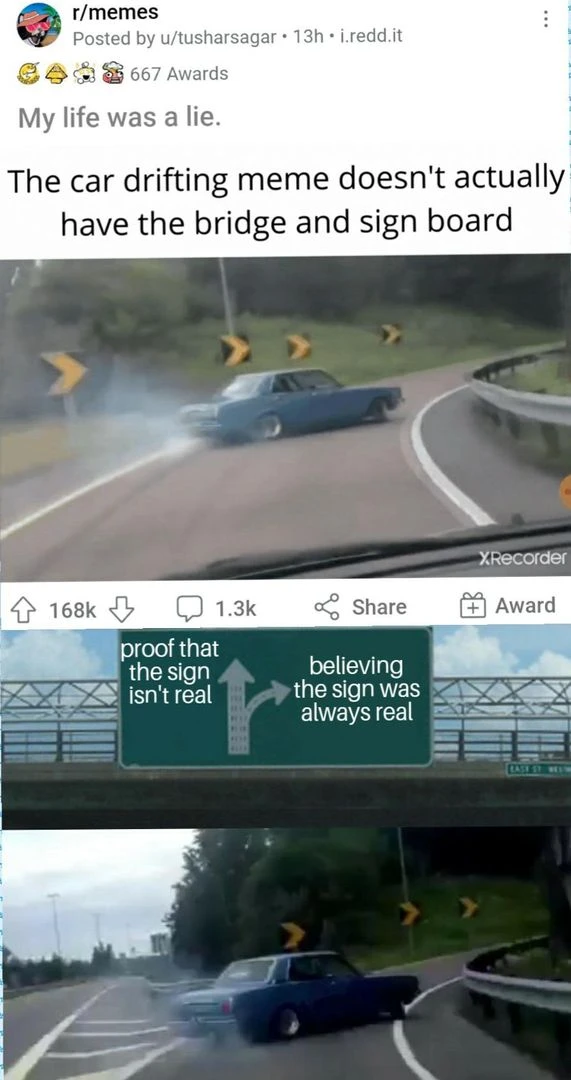 r/memes
Posted by u/tusharsagar • 13h • i.redd.it
667 Awards
My life was a lie.
The car drifting meme doesn't actually
have the bridge and sign board
XRecorder
168k
1.3k
Share
Award
proof that
the sign
isn't real
believing
the sign was
always real
EAST ST